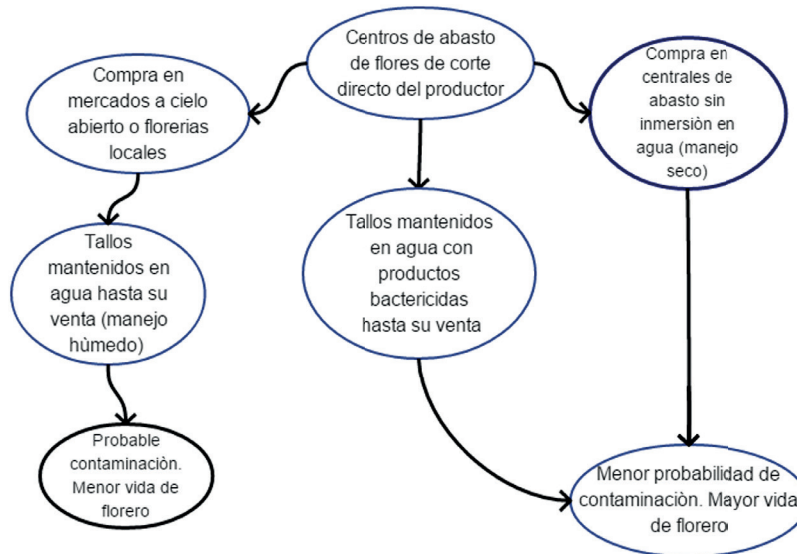 Centros de abasto
de flores de corte
directo del productor
Compra en
mercados a cielo
abierto o florerias
locales
Compra en
centrales de
abasto sin
inmersiòn en
agua (manejo
seco)
Tallos
mantenidos en
agua hasta su
venta (manejo
hùmedo)
Tallos mantenidos
en agua con
productos
bactericidas
hasta su venta
Probable
contaminaciòn.
Menor vida de
florero
Menor probabilidad de
contaminaciòn. Mayor vida
de florero